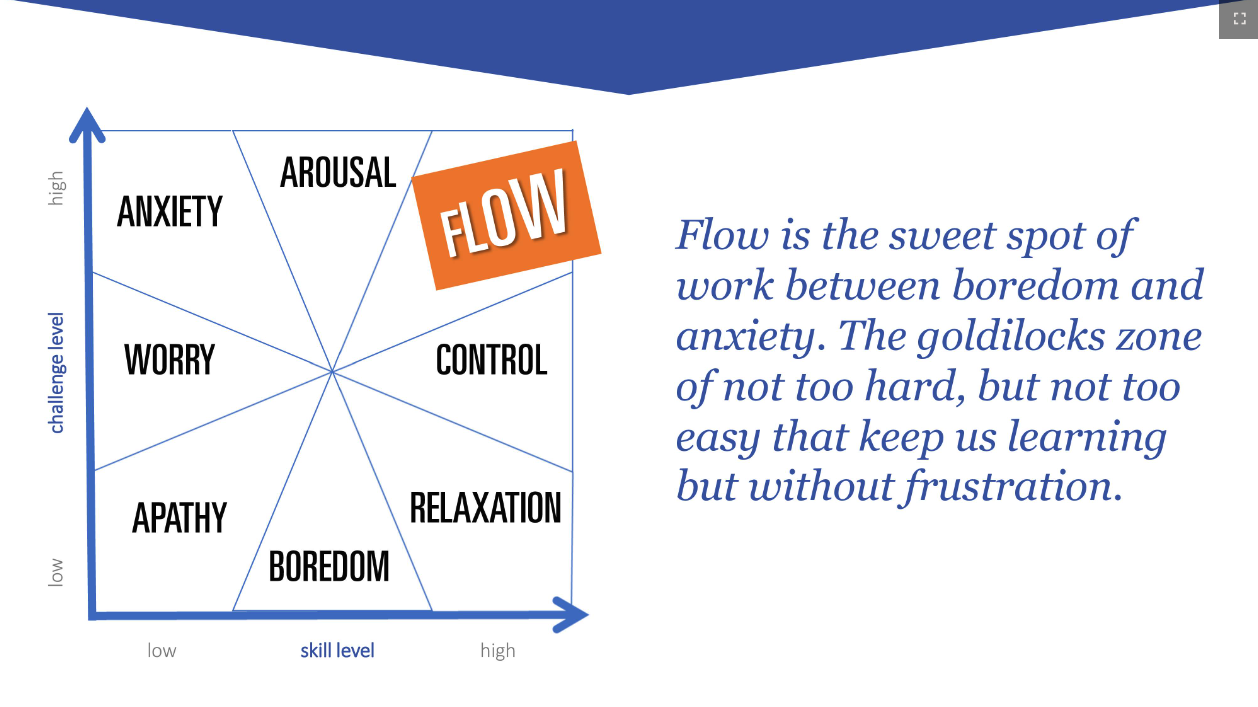 AROUSAL
ANXIETY
FLOW
high
WORRY
CONTROL
challenge level
APATHY
RELAXATION
BOREDOM
low
low
skill level
high
Flow is the sweet spot of
work between boredom and
anxiety. The goldilocks zone
of not too hard, but not too
easy that keep us learning
but without frustration.